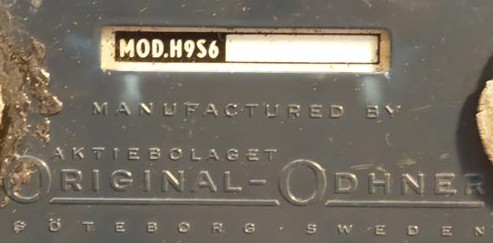 MOD.H9S6
MANUFACTURED BY
AKTIEBOLAGET
ORIGINAL-ODHNER
GÖTEBORG·SWEDEN